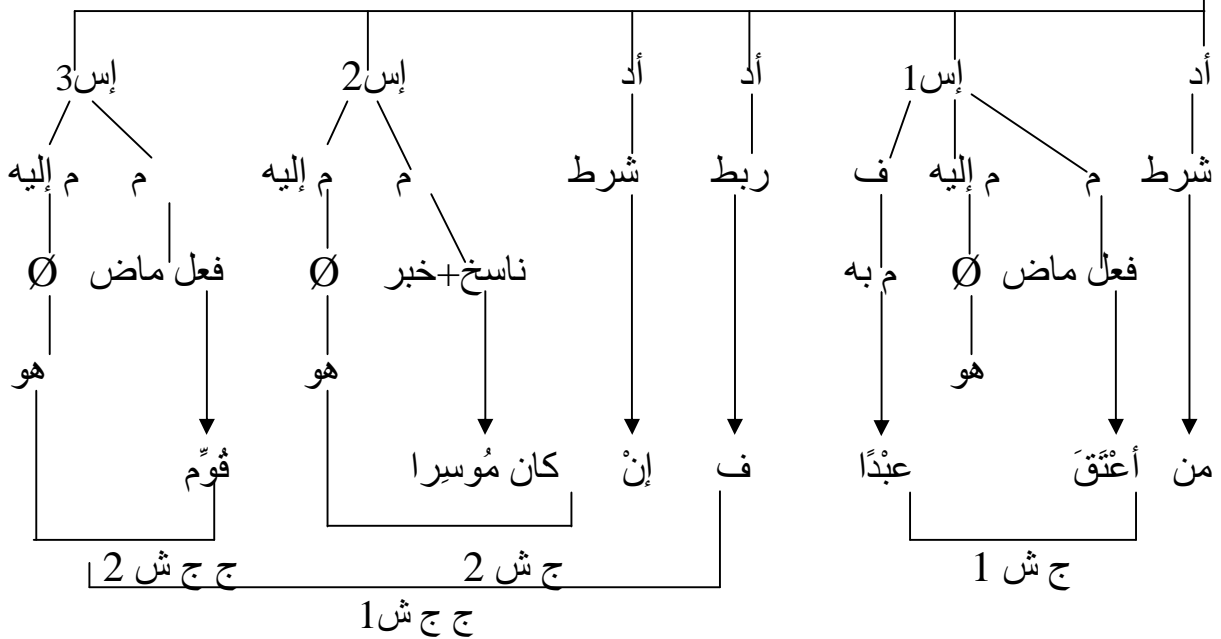 أد إس1 أد أد إس2 إس3
شرط م م إليه ف ربط شرط م م إليه م م إليه
فعل ماض Ø م به ناسخ+خبر Ø فعل ماض Ø
هو هو هو
من أعْتَقَ عبْدًا ف إنْ كان مُوسِرا قُوِّم
ج ش 1 ج ش 2 ج ج ش 2
ج ج ش1